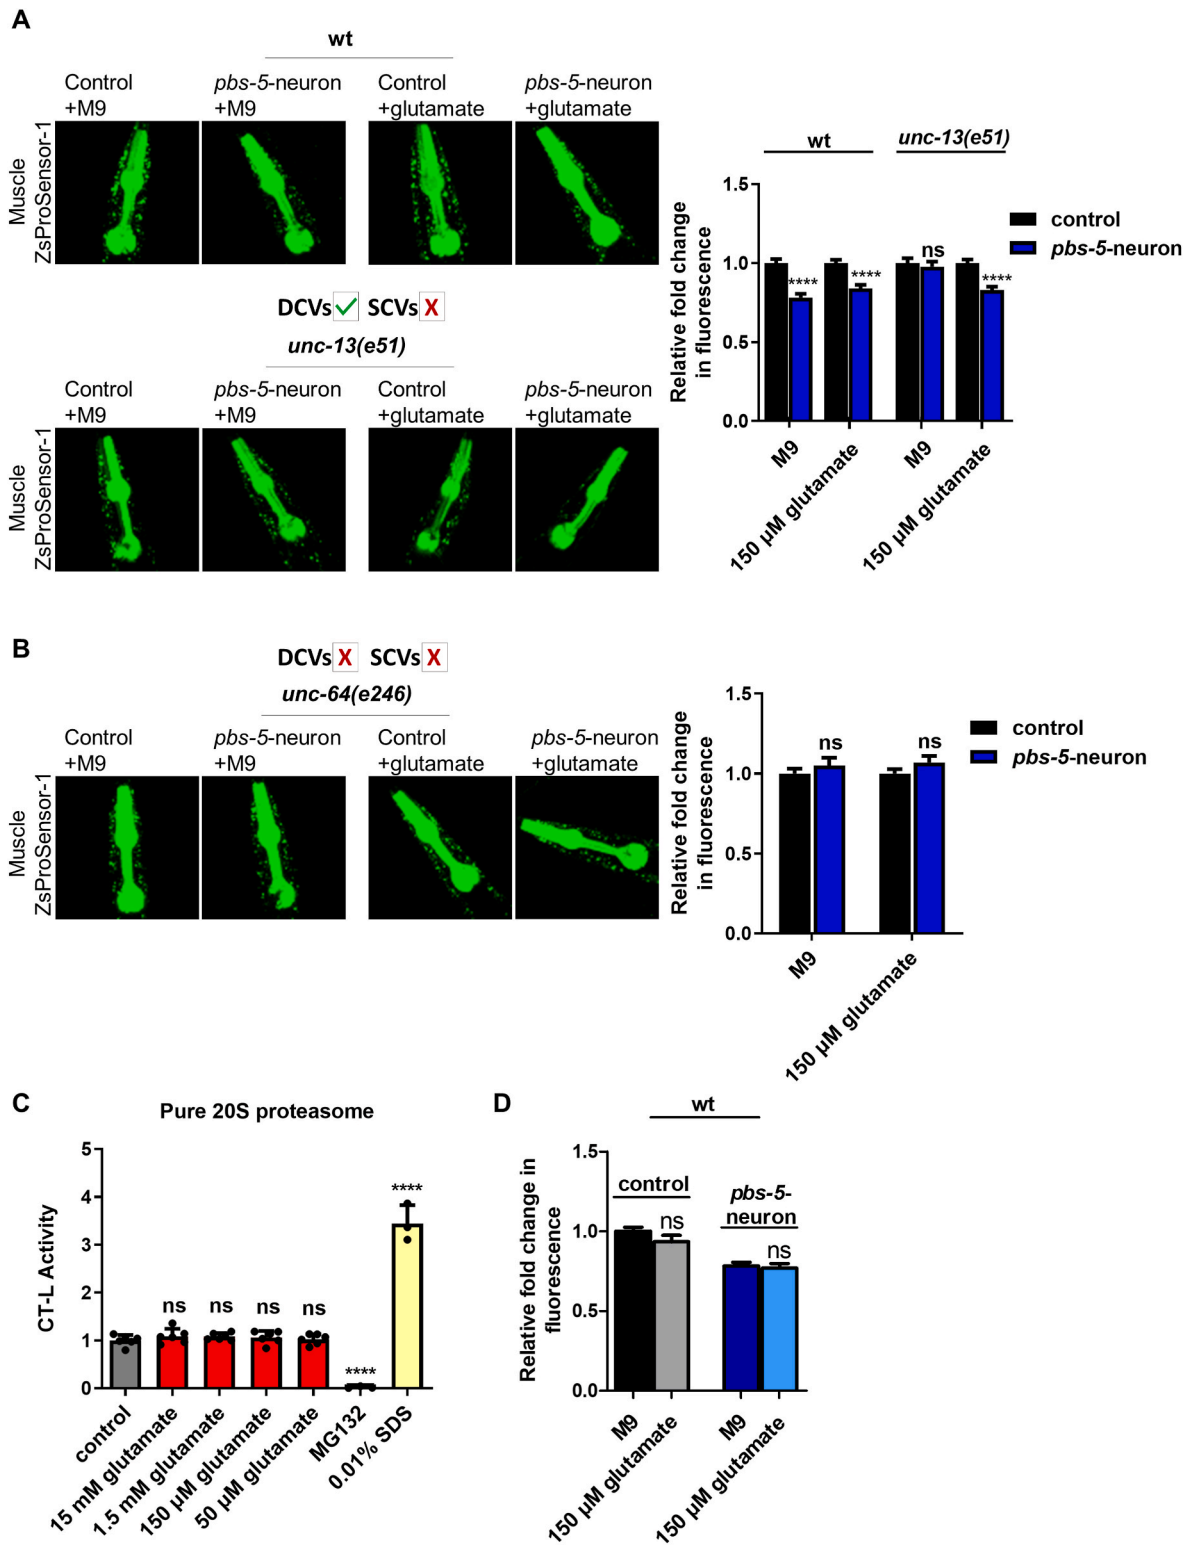 A
wt
Control
+M9
pbs-5-neuron
+M9
Control
+glutamate
pbs-5-neuron
+glutamate
Muscle
ZsProSensor-1
DCVs ✓ SCVs X
unc-13(e51)
Control
+M9
pbs-5-neuron
+M9
Control
+glutamate
pbs-5-neuron
+glutamate
Muscle
ZsProSensor-1
wt
unc-13(e51)
Relative fold change
in fluorescence
1.5
1.0
0.5
0.0
****
****
ns
****
M9
150 µM glutamate
M9
150 µM glutamate
control
pbs-5-neuron
B
DCVs X SCVs X
unc-64(e246)
Control
+M9
pbs-5-neuron
+M9
Control
+glutamate
pbs-5-neuron
+glutamate
Muscle
ZsProSensor-1
Relative fold change
in fluorescence
1.5
1.0
0.5
0.0
ns
ns
M9
150 µM glutamate
control
pbs-5-neuron
C
Pure 20S proteasome
CT-L Activity
5
4
3
2
1
0
ns
ns
ns
ns
****
****
control
15 mM glutamate
1.5 mM glutamate
150 µM glutamate
50 µM glutamate
MG132
0.01% SDS
D
wt
Relative fold change in
fluorescence
1.5
1.0
0.5
0.0
control
ns
pbs-5-
neuron
ns
M9
150 µM glutamate
M9
150 µM glutamate